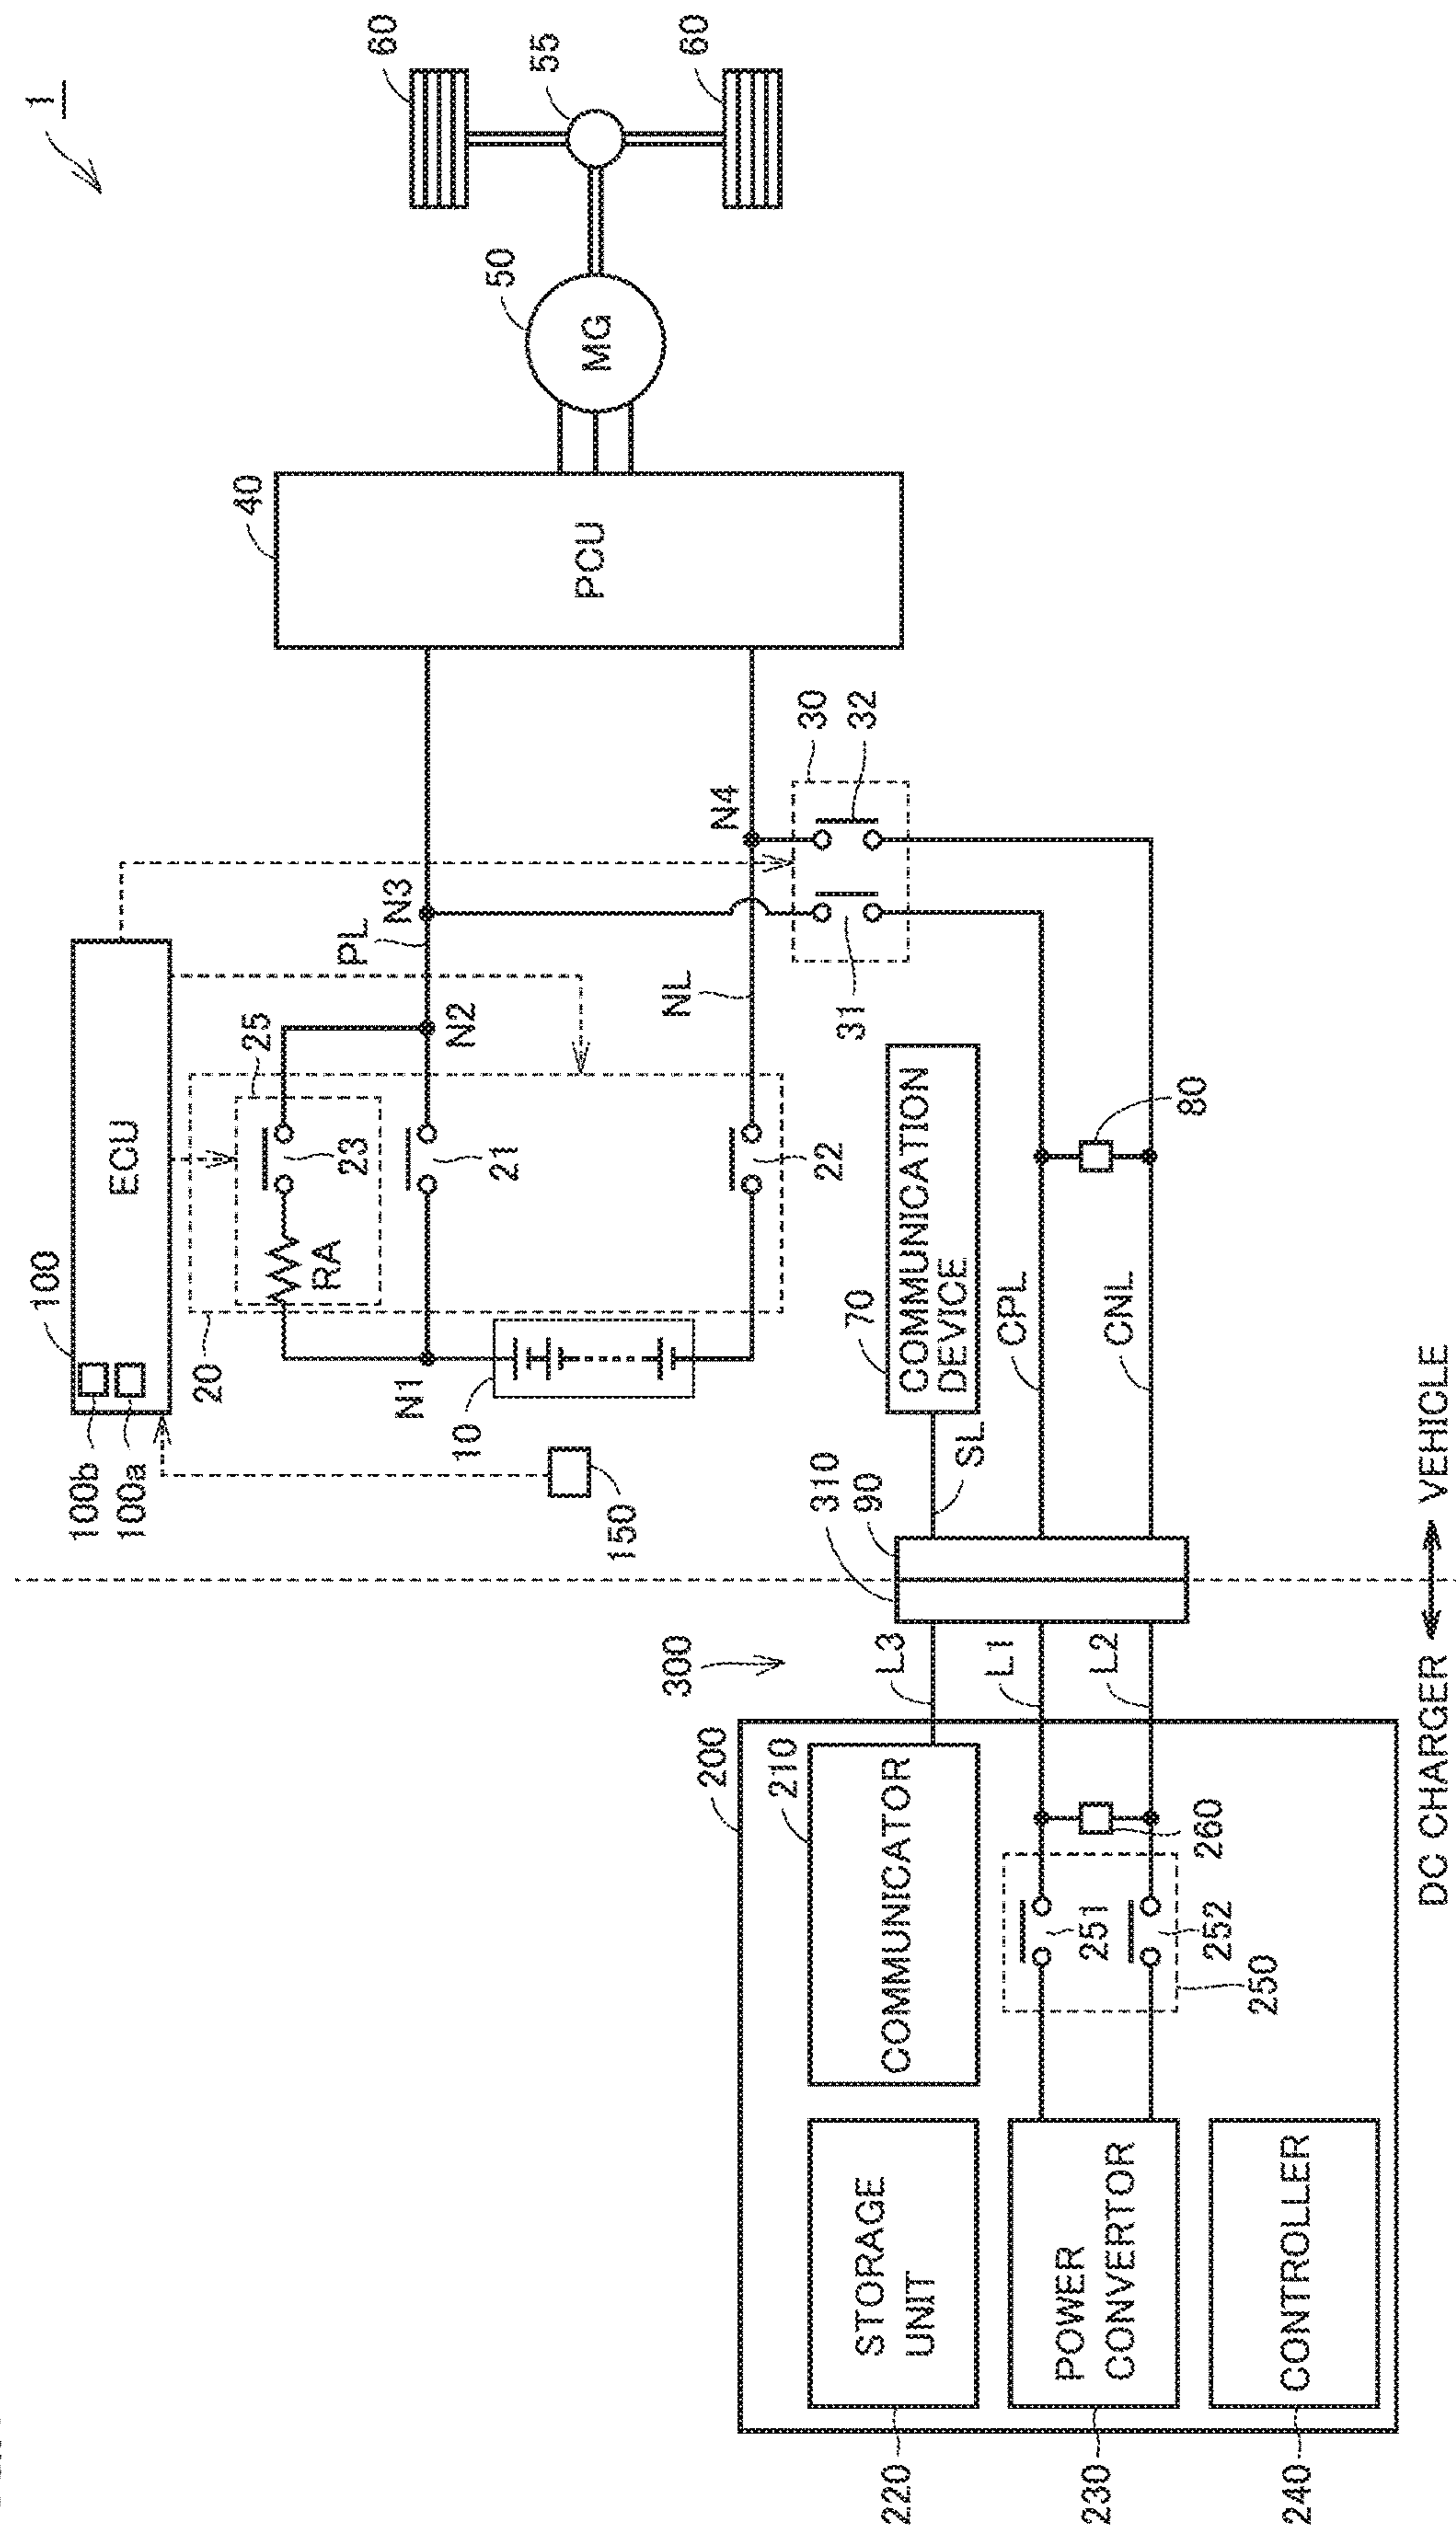 1
60
55
60
50
MG
40
PCU
100
ECU
100b
100a
150
20
25
23
RA
21
22
N1
N2
PL
N3
NL
N4
10
30
32
31
70
COMMUNICATION
DEVICE
SL
CPL
CNL
80
310
90
300
L3
L1
L2
200
210
COMMUNICATOR
260
251
252
250
STORAGE
UNIT
220
POWER
CONVERTOR
230
CONTROLLER
240
DC CHARGER
VEHICLE